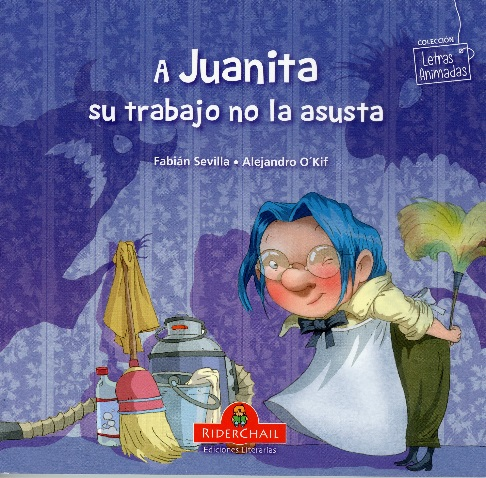 COLECCIÓN
Letras
Animadas
A Juanita
su trabajo no la asusta
Fabián Sevilla • Alejandro O´Kif
RIDERCHAIL
Ediciones Literarias